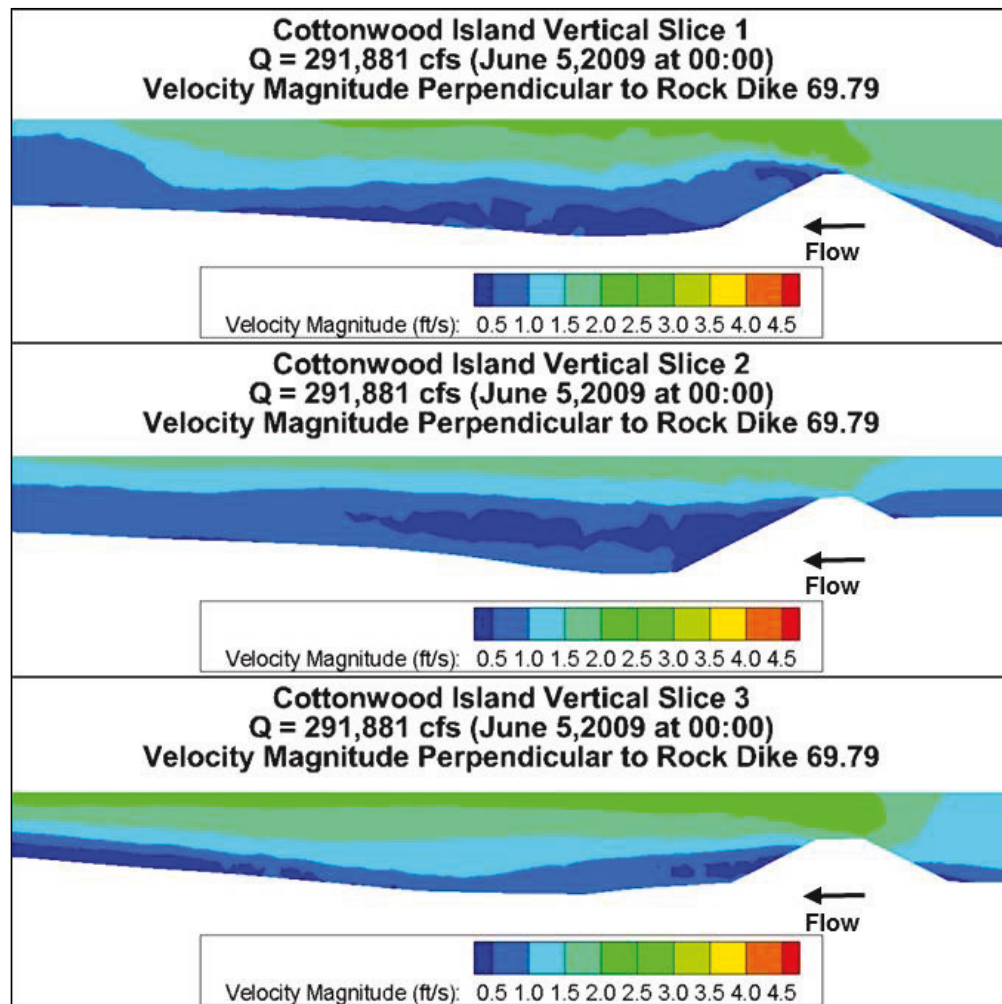 Cottonwood Island Vertical Slice 1
Q = 291,881 cfs (June 5,2009 at 00:00)
Velocity Magnitude Perpendicular to Rock Dike 69.79
Flow
Velocity Magnitude (ft/s): 0.5 1.0 1.5 2.0 2.5 3.0 3.5 4.0 4.5
Cottonwood Island Vertical Slice 2
Q = 291,881 cfs (June 5,2009 at 00:00)
Velocity Magnitude Perpendicular to Rock Dike 69.79
Flow
Velocity Magnitude (ft/s): 0.5 1.0 1.5 2.0 2.5 3.0 3.5 4.0 4.5
Cottonwood Island Vertical Slice 3
Q = 291,881 cfs (June 5,2009 at 00:00)
Velocity Magnitude Perpendicular to Rock Dike 69.79
Flow
Velocity Magnitude (ft/s): 0.5 1.0 1.5 2.0 2.5 3.0 3.5 4.0 4.5